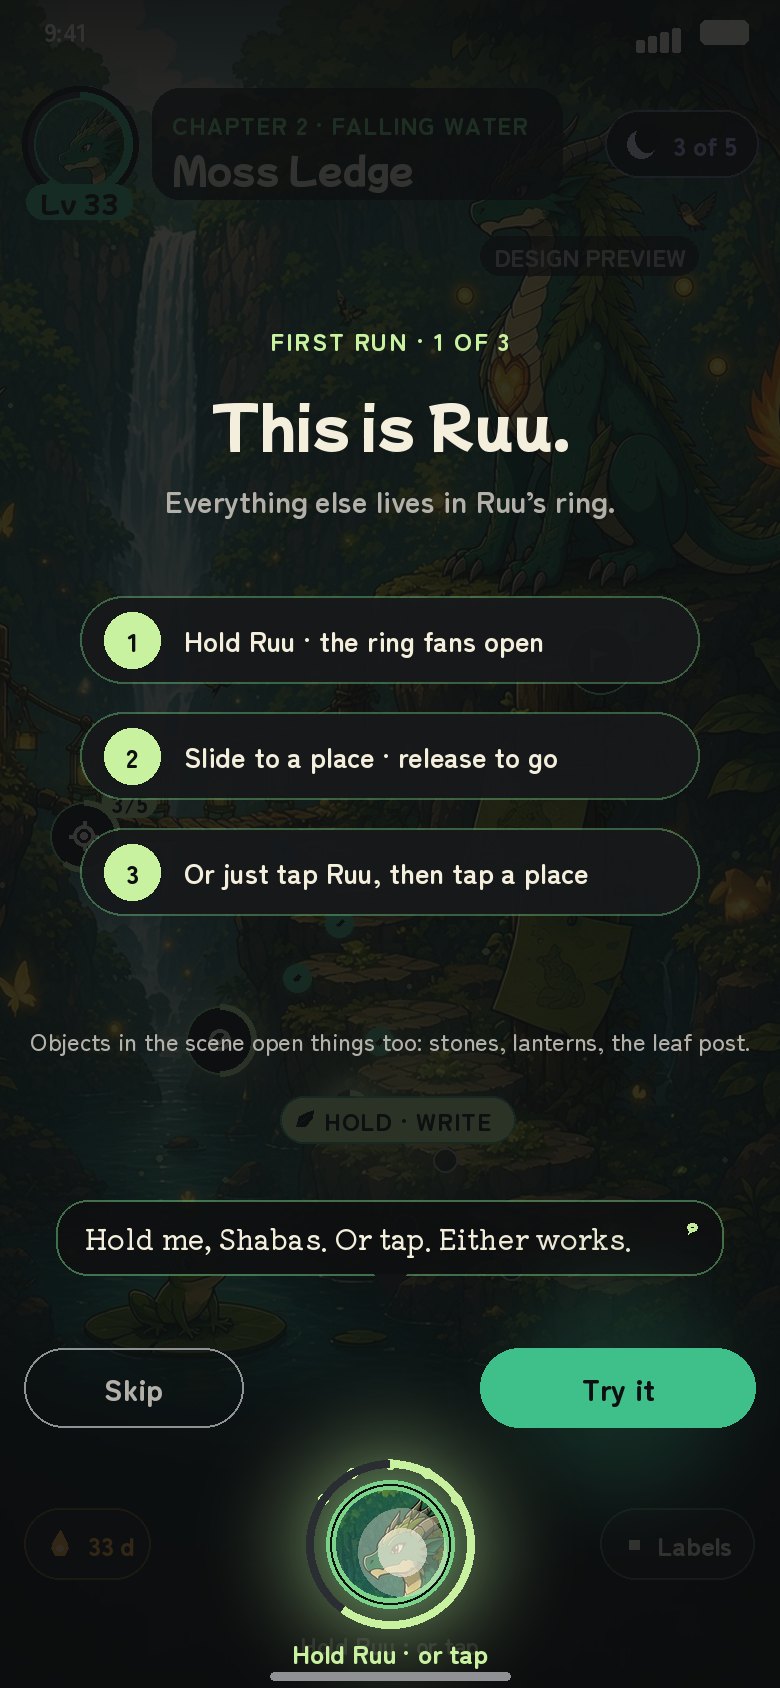 9:41
CHAPTER 2 · FALLING WATER
Moss Ledge
3 of 5
Lv 33
DESIGN PREVIEW
FIRST RUN · 1 OF 3
This is Ruu.
Everything else lives in Ruu’s ring.
1 Hold Ruu · the ring fans open
2 Slide to a place · release to go
3/5
3 Or just tap Ruu, then tap a place
Objects in the scene open things too: stones, lanterns, the leaf post.
HOLD · WRITE
Hold me, Shabas. Or tap. Either works.
Skip
Try it
33 d
Labels
Hold Ruu · or tap
Hold Ruu · or tap